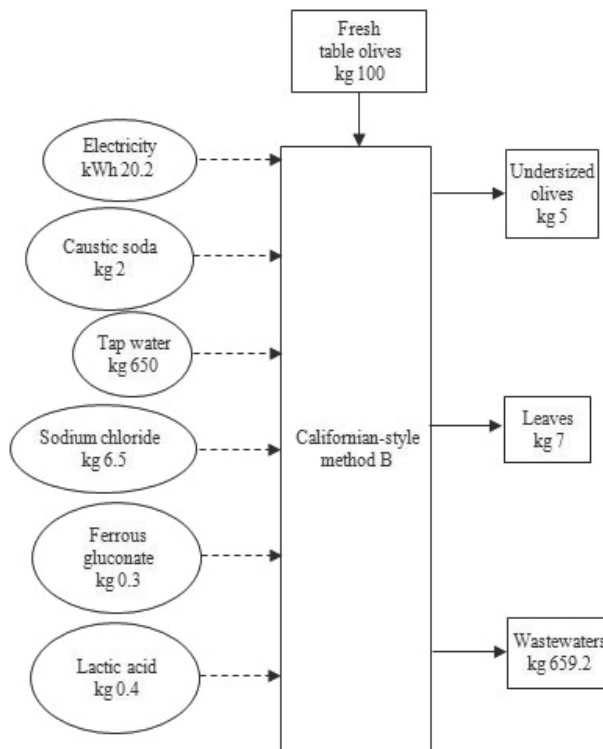 Fresh
table olives
kg 100
Electricity
kWh 20.2
Caustic soda
kg 2
Tap water
kg 650
Sodium chloride
kg 6.5
Ferrous
gluconate
kg 0.3
Lactic acid
kg 0.4
Californian-style
method B
Undersized
olives
kg 5
Leaves
kg 7
Wastewaters
kg 659.2